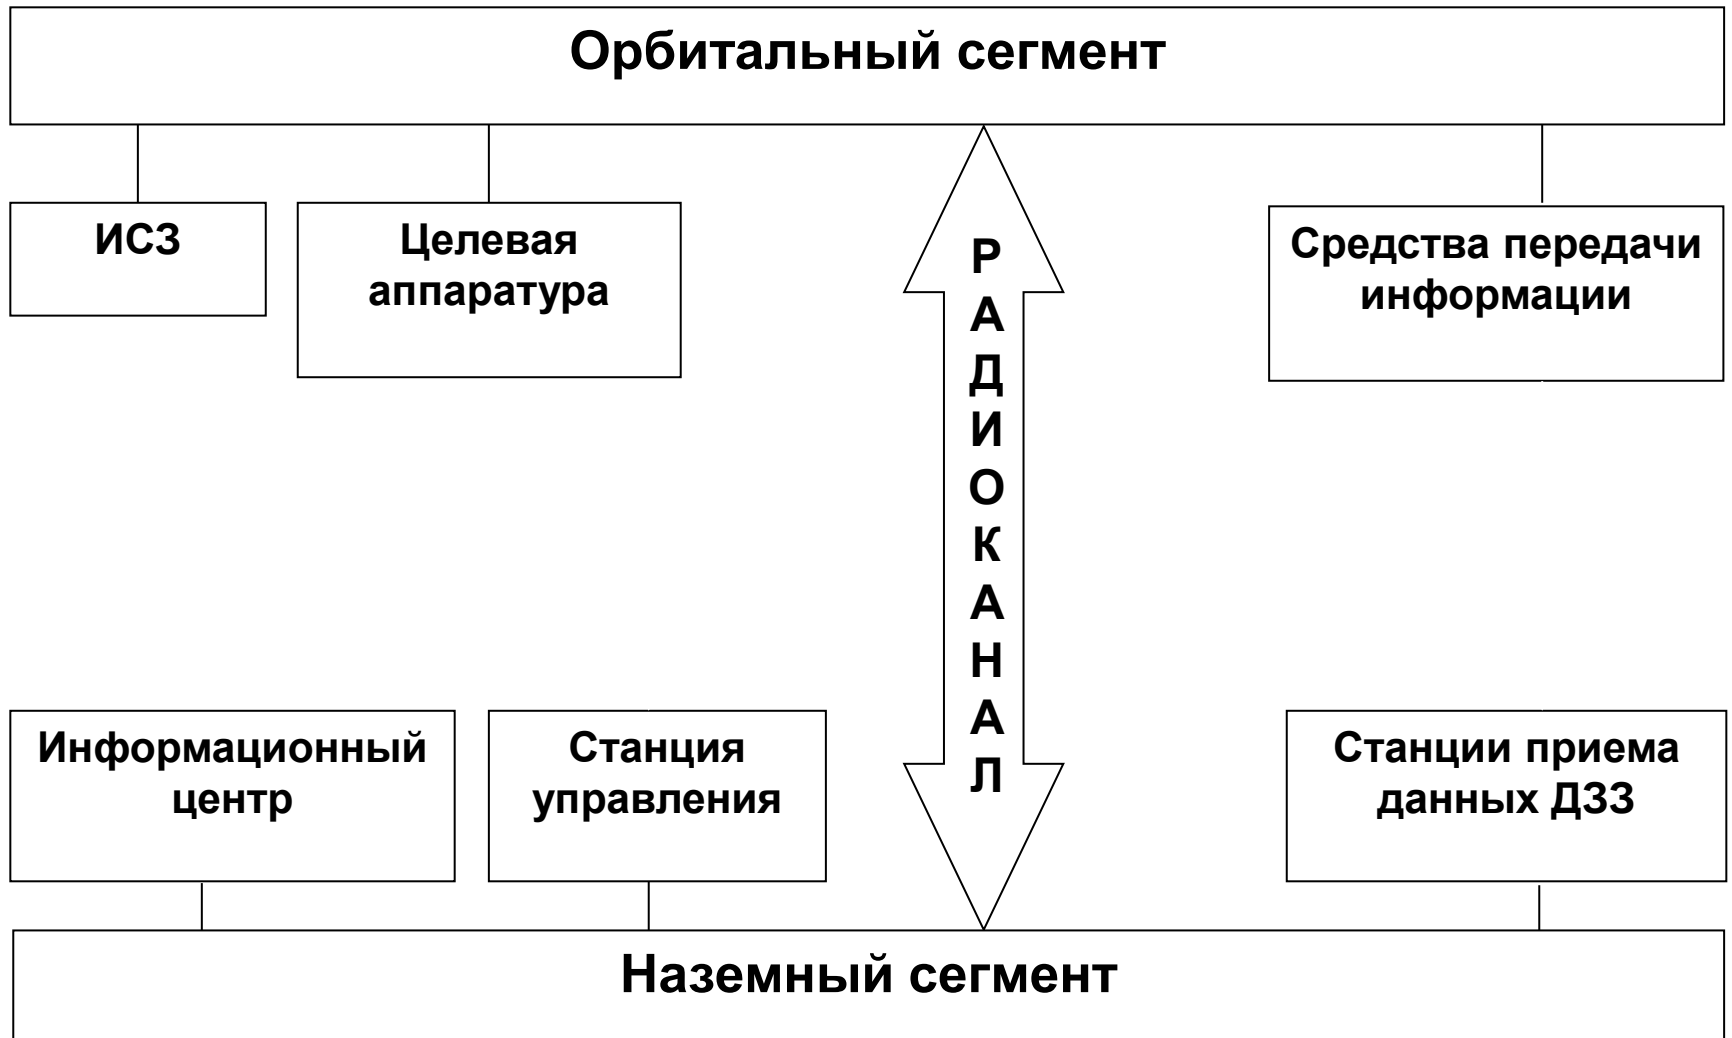 Орбитальный сегмент
ИСЗ
Целевая
аппаратура
Средства передачи
информации
Р
А
Д
И
О
К
А
Н
А
Л
Информационный
центр
Станция
управления
Станции приема
данных ДЗЗ
Наземный сегмент